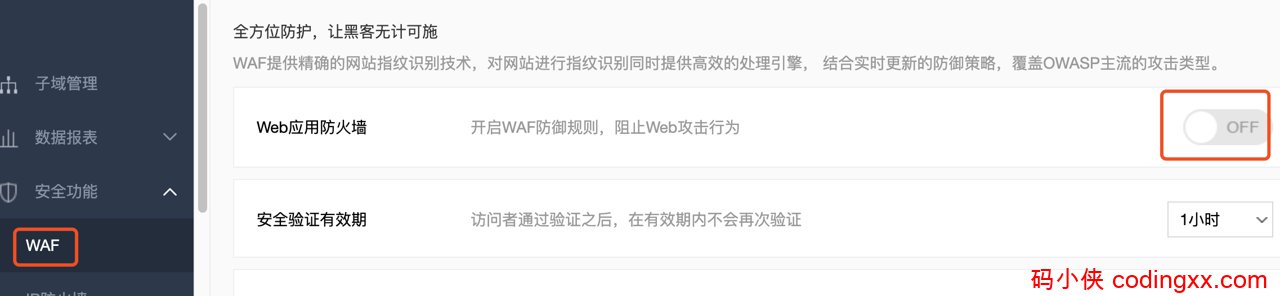 全方位防护，让黑客无计可施
WAF提供精确的网站指纹识别技术，对网站进行指纹识别同时提供高效的处理引擎， 结合实时更新的防御策略，覆盖OWASP主流的攻击类型。
子域管理
数据报表
安全功能
WAF
Web应用防火墙
开启WAF防御规则，阻止Web攻击行为
OFF
安全验证有效期
访问者通过验证之后，在有效期内不会再次验证
1小时
码小侠 codingxx.com